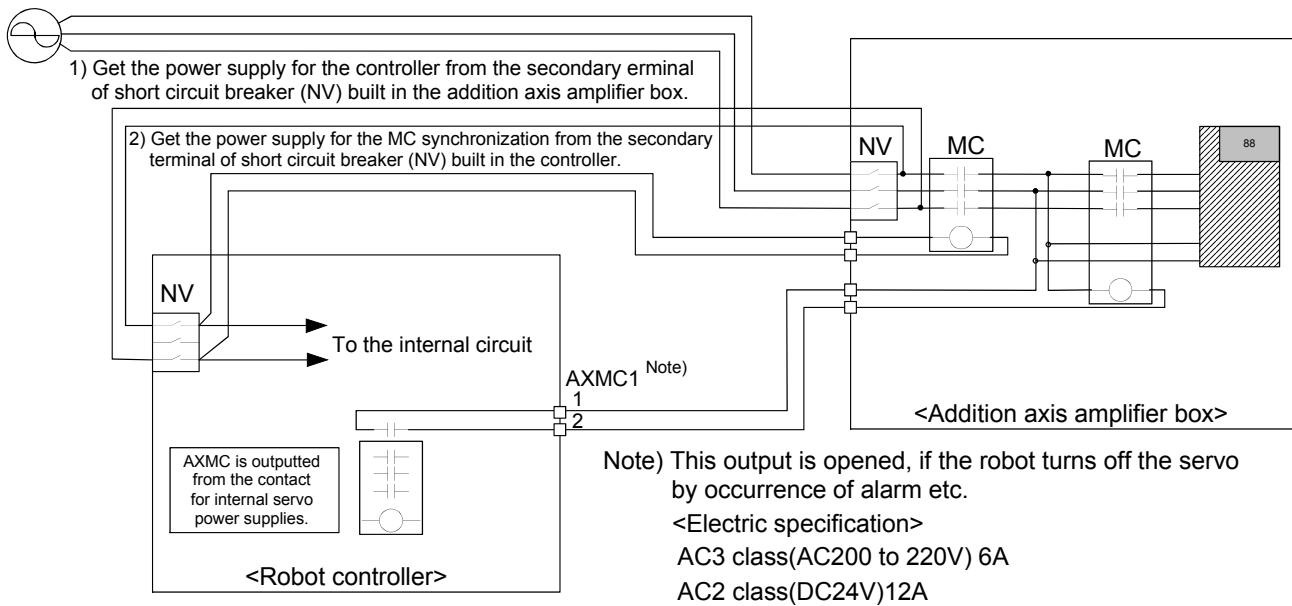 1) Get the power supply for the controller from the secondary erminal
of short circuit breaker (NV) built in the addition axis amplifier box.
2) Get the power supply for the MC synchronization from the secondary
terminal of short circuit breaker (NV) built in the controller.
NV
MC
MC
88
NV
To the internal circuit
AXMC1 Note)
1
2
<Addition axis amplifier box>
AXMC is outputted
from the contact
for internal servo
power supplies.
<Robot controller>
Note) This output is opened, if the robot turns off the servo
by occurrence of alarm etc.
<Electric specification>
AC3 class(AC200 to 220V) 6A
AC2 class(DC24V)12A